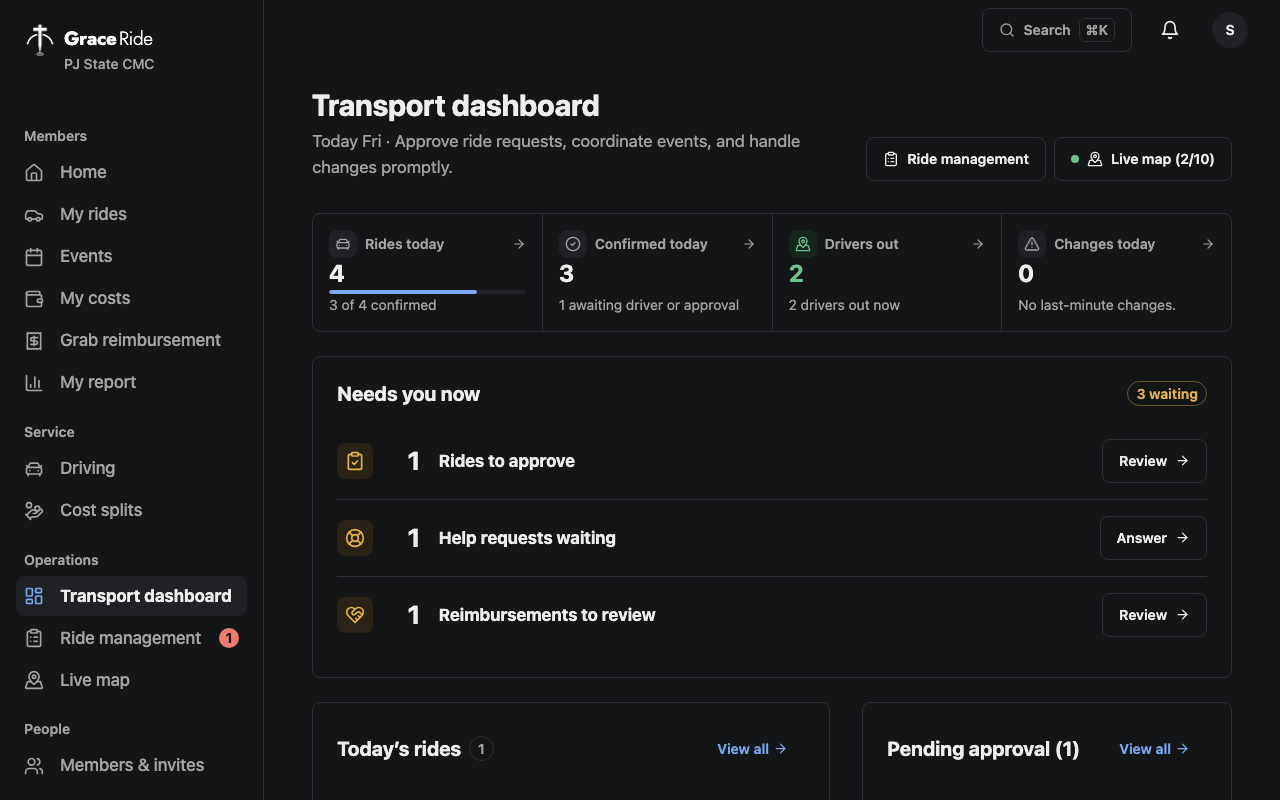 GraceRide
PJ State CMC
Members
Home
My rides
Events
My costs
Grab reimbursement
My report
Service
Driving
Cost splits
Operations
Transport dashboard
Ride management 1
Live map
People
Members & invites
Search ⌘K
S
Transport dashboard
Today Fri · Approve ride requests, coordinate events, and handle
changes promptly.
Ride management
Live map (2/10)
Rides today
4
3 of 4 confirmed
Confirmed today
3
1 awaiting driver or approval
Drivers out
2
2 drivers out now
Changes today
0
No last-minute changes.
Needs you now
3 waiting
1 Rides to approve
Review
1 Help requests waiting
Answer
1 Reimbursements to review
Review
Today’s rides 1
View all
Pending approval (1)
View all